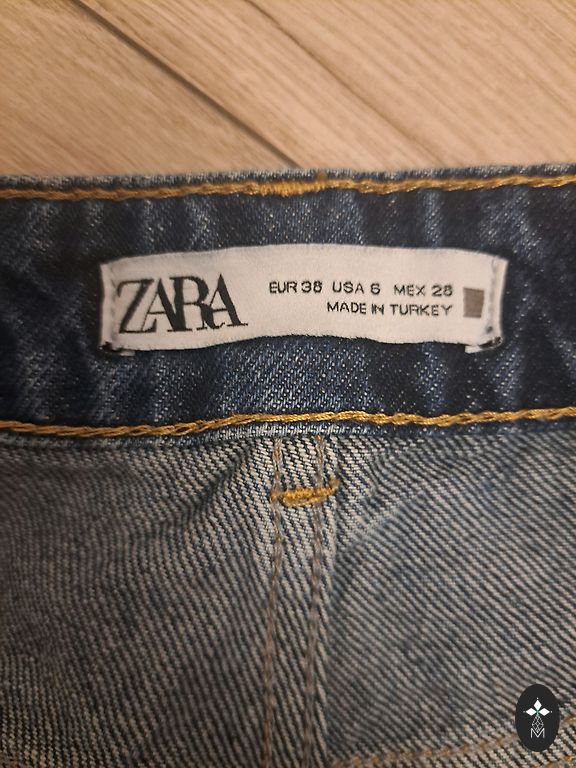 ZARA
EUR 38 USA 6 MEX 28
MADE IN TURKEY
M